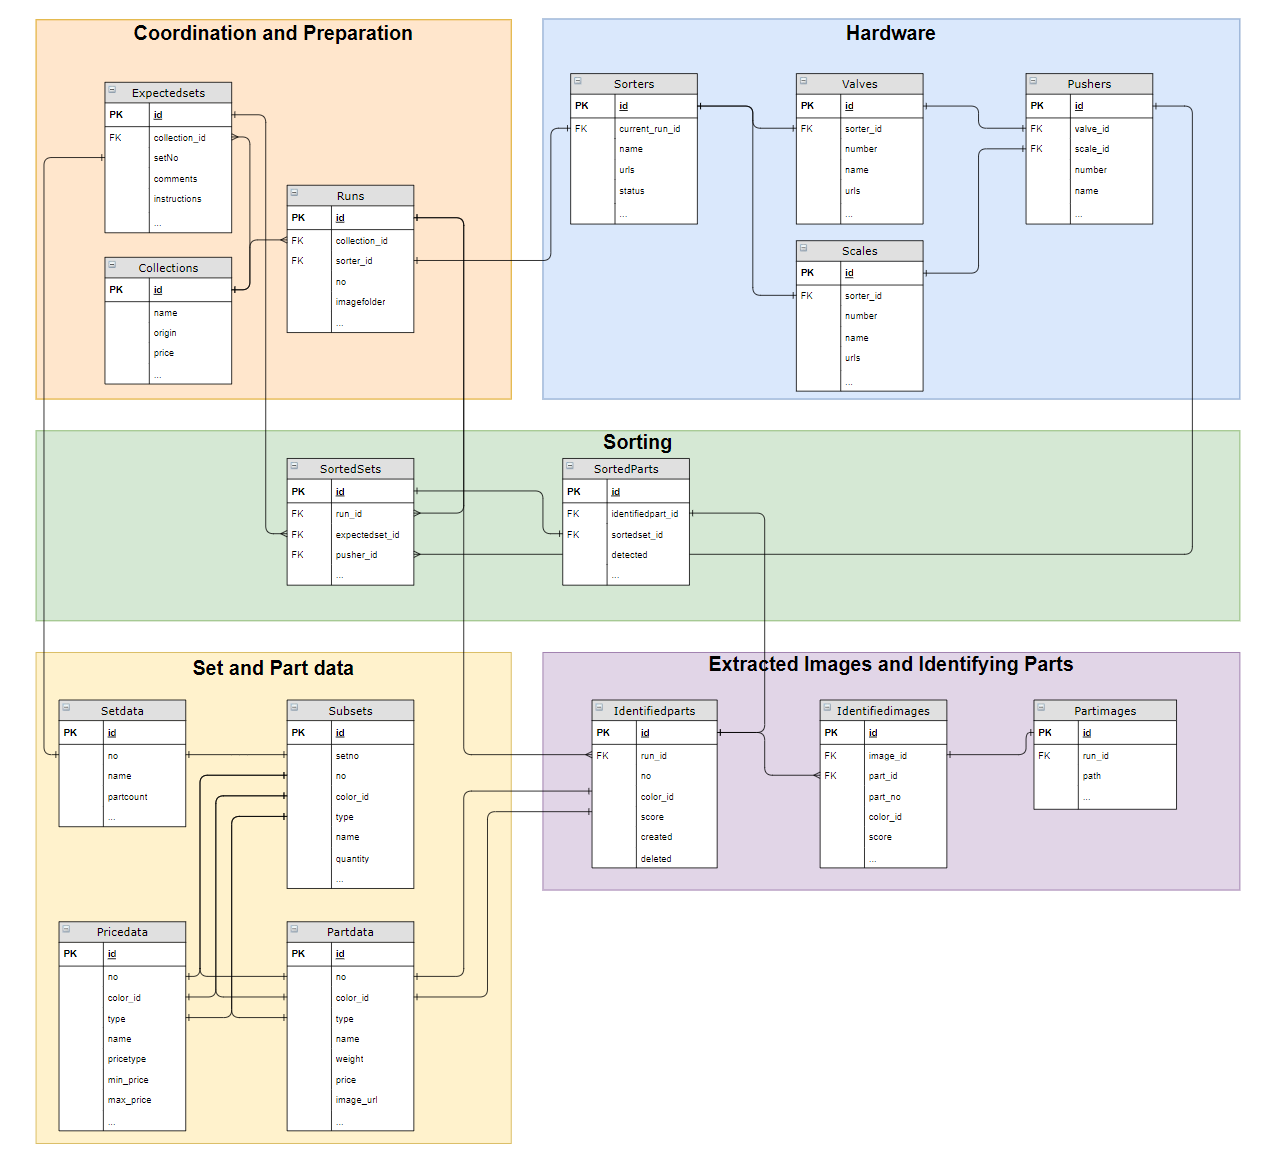 Coordination and Preparation
Expectedsets
PK id
FK collection_id
setNo
comments
instructions
...
Collections
PK id
name
origin
price
...
Runs
PK id
FK collection_id
FK sorter_id
no
imagefolder
...
Hardware
Sorters
PK id
FK current_run_id
name
urls
status
...
Valves
PK id
FK sorter_id
number
name
urls
...
Pushers
PK id
FK valve_id
FK scale_id
number
name
...
Scales
PK id
FK sorter_id
number
name
urls
...
Sorting
SortedSets
PK id
FK run_id
FK expectedset_id
FK pusher_id
...
SortedParts
PK id
FK identifiedpart_id
FK sortedset_id
detected
...
Set and Part data
Setdata
PK id
no
name
partcount
...
Subsets
PK id
setno
no
color_id
type
name
quantity
...
Pricedata
PK id
no
color_id
type
name
pricetype
min_price
max_price
...
Partdata
PK id
no
color_id
type
name
weight
price
image_url
...
Extracted Images and Identifying Parts
Identifiedparts
PK id
FK run_id
no
color_id
score
created
deleted
Identifiedimages
PK id
FK image_id
FK part_id
part_no
color_id
score
...
Partimages
PK id
FK run_id
path
...